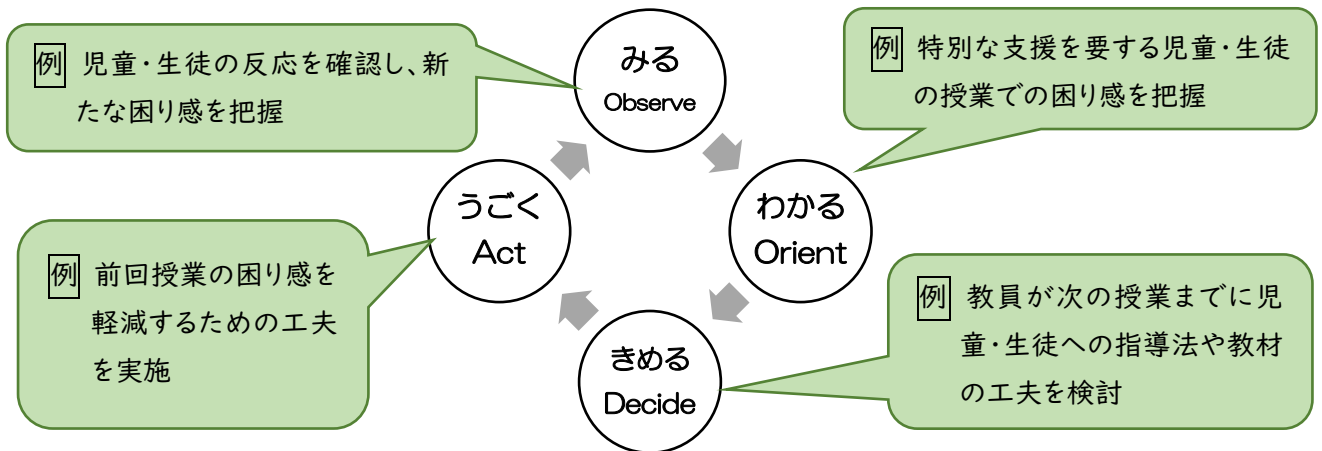 例 児童・生徒の反応を確認し、新
たな困り感を把握
みる
Observe
例 特別な支援を要する児童・生徒
の授業での困り感を把握
うごく
Act
わかる
Orient
例 前回授業の困り感を
軽減するための工夫
を実施
きめる
Decide
例 教員が次の授業までに児
童・生徒への指導法や教材
の工夫を検討